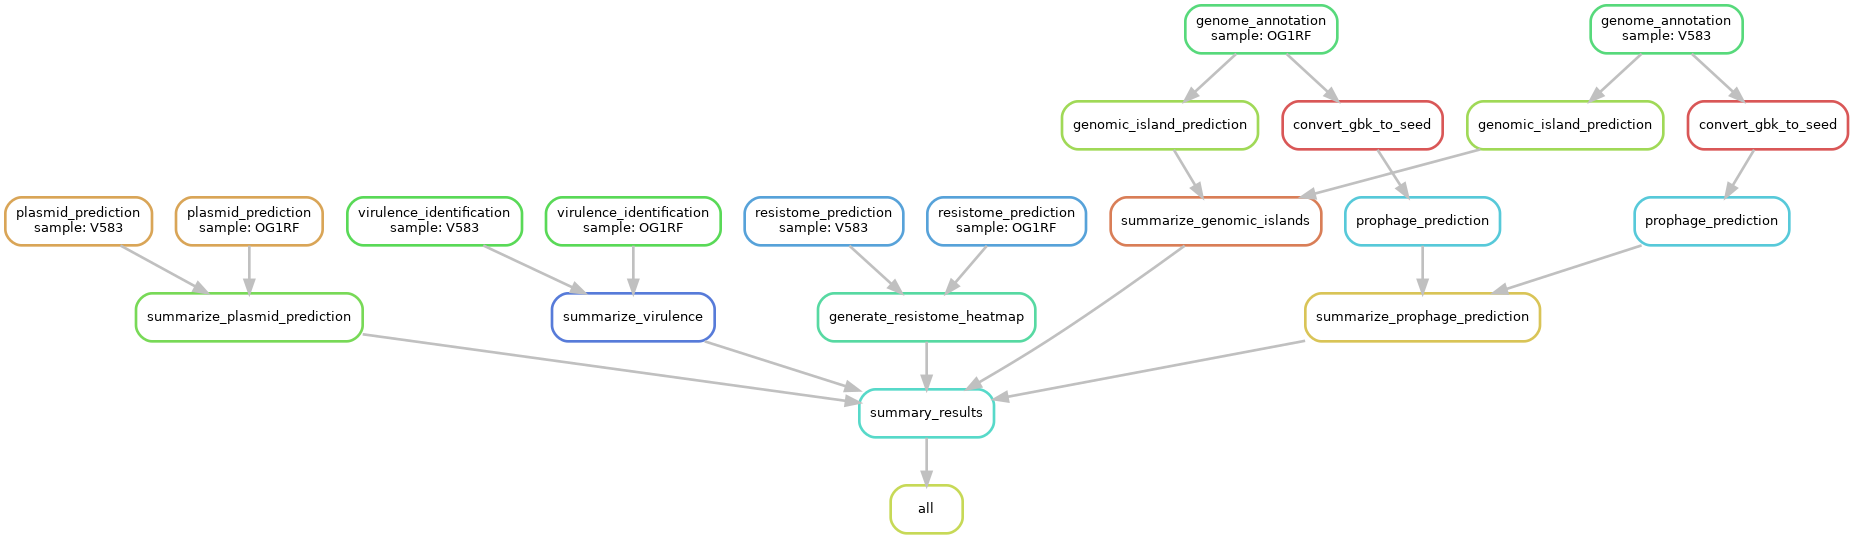 genome_annotation
sample: OG1RF
genome_annotation
sample: V583
genomic_island_prediction
convert_gbk_to_seed
genomic_island_prediction
convert_gbk_to_seed
plasmid_prediction
sample: V583
plasmid_prediction
sample: OG1RF
virulence_identification
sample: V583
virulence_identification
sample: OG1RF
resistome_prediction
sample: V583
resistome_prediction
sample: OG1RF
summarize_genomic_islands
prophage_prediction
prophage_prediction
summarize_plasmid_prediction
summarize_virulence
generate_resistome_heatmap
summarize_prophage_prediction
summary_results
all